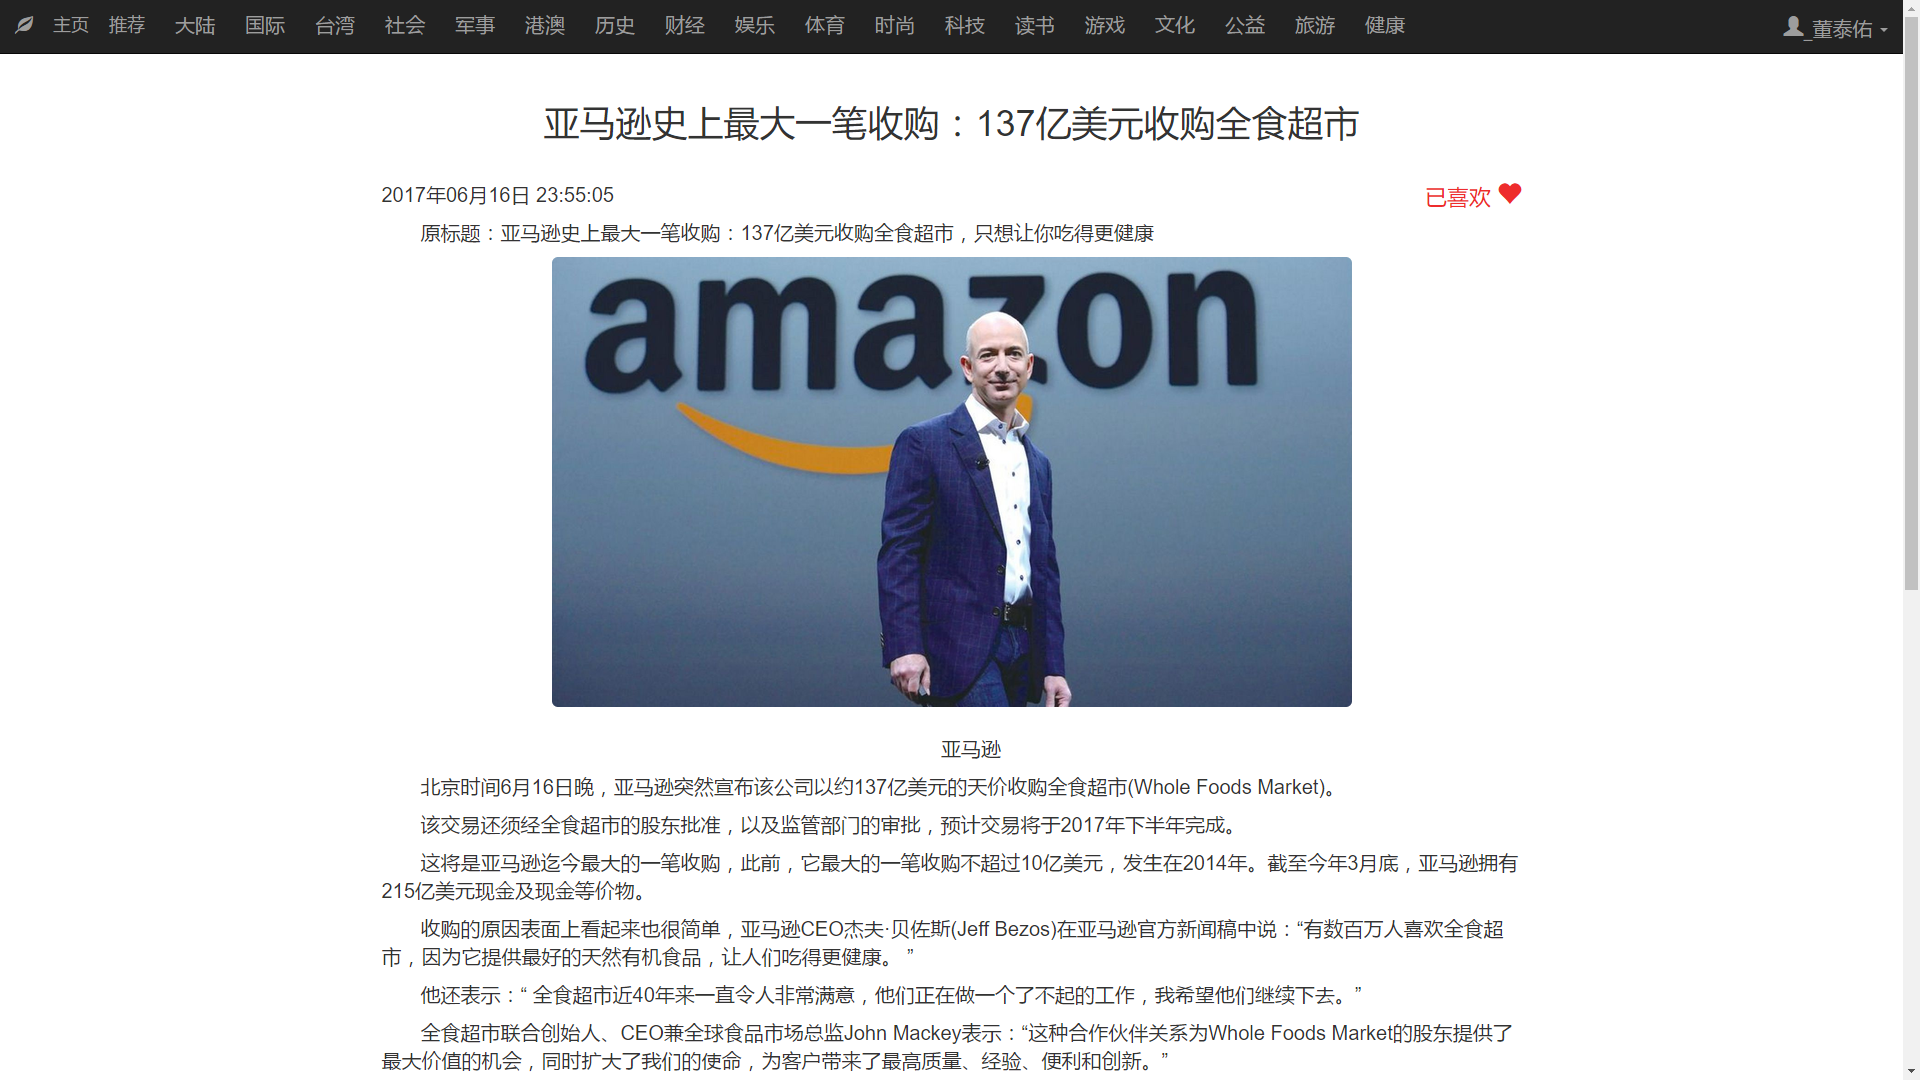 主页 推荐 大陆 国际 台湾 社会 军事 港澳 历史 财经 娱乐 体育 时尚 科技 读书 游戏 文化 公益 旅游 健康 _董泰佑
亚马逊史上最大一笔收购：137亿美元收购全食超市
2017年06月16日 23:55:05 已喜欢
原标题：亚马逊史上最大一笔收购：137亿美元收购全食超市，只想让你吃得更健康
amazon
亚马逊
北京时间6月16日晚，亚马逊突然宣布该公司以约137亿美元的天价收购全食超市(Whole Foods Market)。
该交易还须经全食超市的股东批准，以及监管部门的审批，预计交易将于2017年下半年完成。
这将是亚马逊迄今最大的一笔收购，此前，它最大的一笔收购不超过10亿美元，发生在2014年。截至今年3月底，亚马逊拥有
215亿美元现金及现金等价物。
收购的原因表面上看起来也很简单，亚马逊CEO杰夫·贝佐斯(Jeff Bezos)在亚马逊官方新闻稿中说：“有数百万人喜欢全食超
市，因为它提供最好的天然有机食品，让人们吃得更健康。 ”
他还表示：“ 全食超市近40年来一直令人非常满意，他们正在做一个了不起的工作，我希望他们继续下去。”
全食超市联合创始人、CEO兼全球食品市场总监John Mackey表示：“这种合作伙伴关系为Whole Foods Market的股东提供了
最大价值的机会，同时扩大了我们的使命，为客户带来了最高质量、经验、便利和创新。”